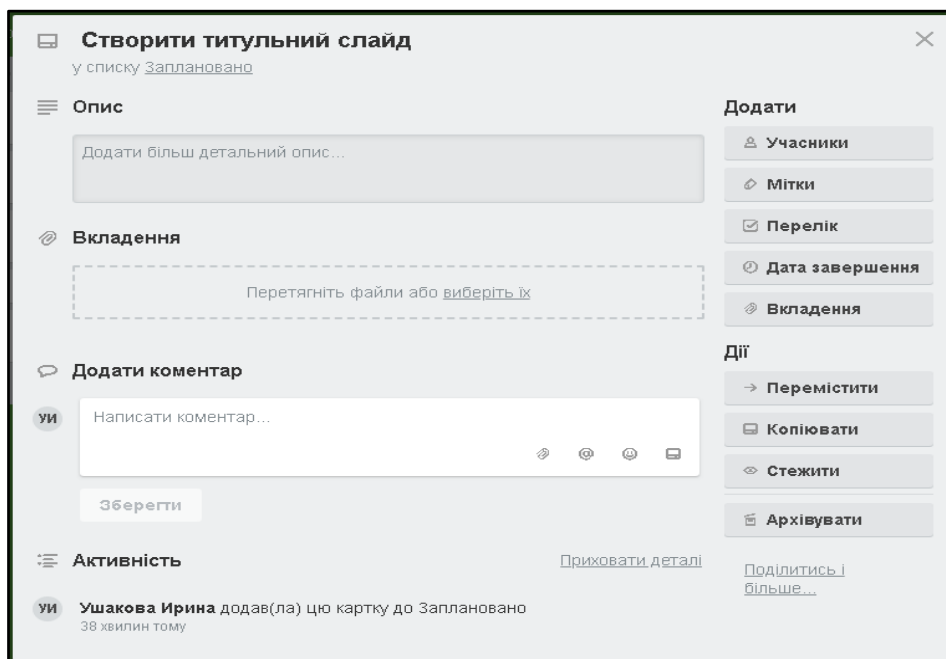 Створити титульний слайд
у списку Заплановано
Опис
Додати більш детальний опис...
Вкладення
Перетягніть файли або виберіть їх
Додати коментар
УИ
Написати коментар...
Зберегти
Активність
Приховати деталі
УИ
Ушакова Ирина додав(ла) цю картку до Заплановано
38 хвилин тому
Додати
Учасники
Мітки
Перелік
Дата завершення
Вкладення
Дії
Перемістити
Копіювати
Стежити
Архівувати
Поділитись і
більше...